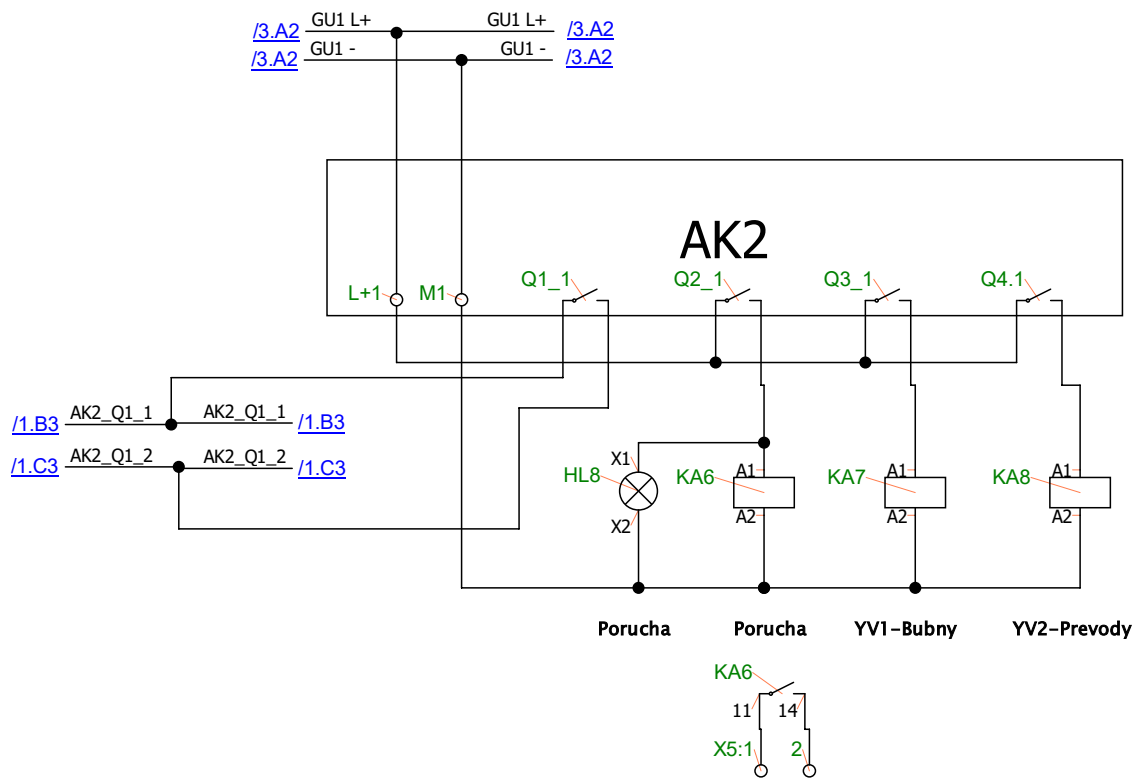 /3.A2 GU1 L+ GU1 L+ /3.A2
/3.A2 GU1 - GU1 - /3.A2
AK2
L+1 M1 Q1_1 Q2_1 Q3_1 Q4.1
/1.B3 AK2_Q1_1 AK2_Q1_1 /1.B3
/1.C3 AK2_Q1_2 AK2_Q1_2 /1.C3
X1 A1 A1 A1
HL8 KA6 KA7 KA8
X2 A2 A2 A2
Porucha Porucha YV1-Bubny YV2-Prevody
KA6
11 14
X5:1 2